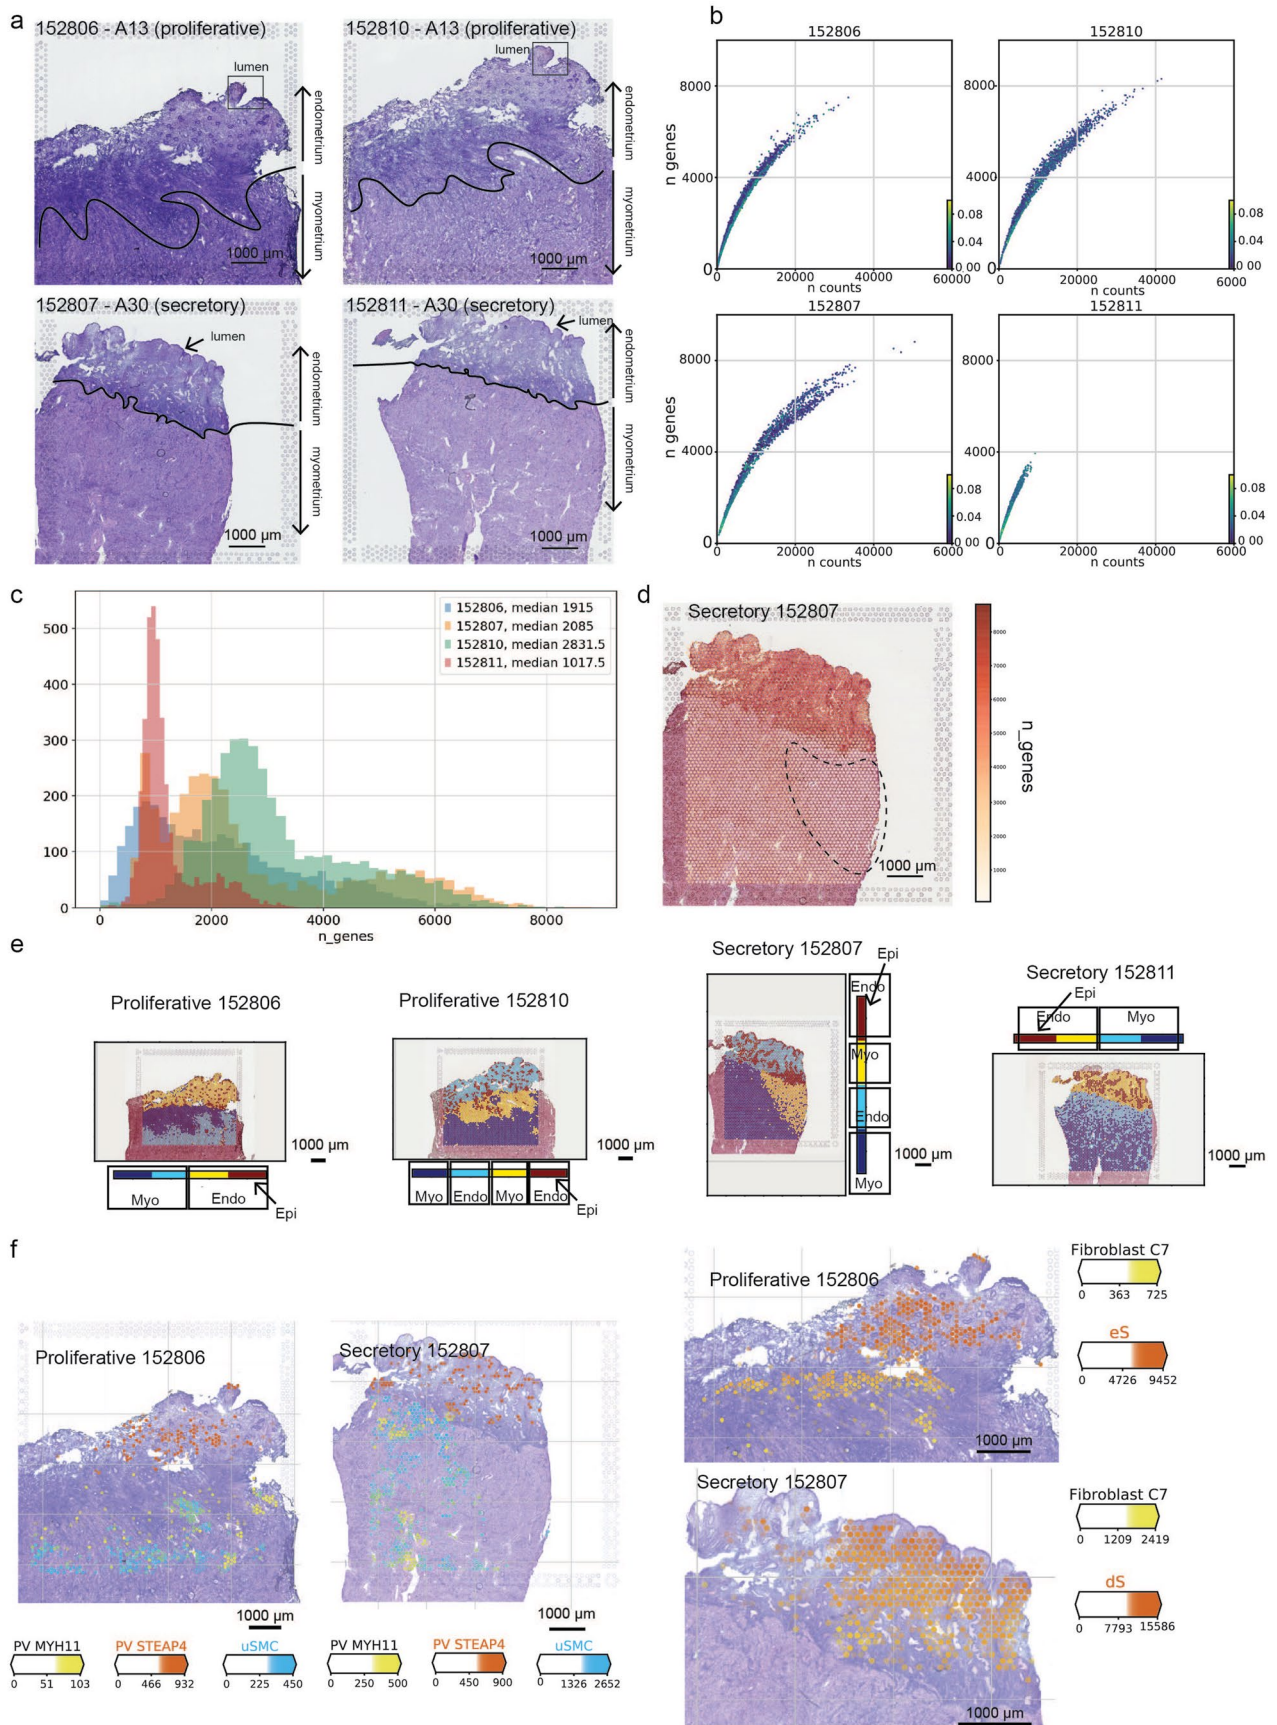 a
152806 - A13 (proliferative)
lumen
endometrium
myometrium
1000 µm
152810 - A13 (proliferative)
lumen
endometrium
myometrium
1000 µm
152807 - A30 (secretory)
lumen
endometrium
myometrium
1000 µm
152811 - A30 (secretory)
lumen
endometrium
myometrium
1000 µm
b
152806
n genes
8000
4000
0
0.08
0.04
0 00
0 20000 40000 60000
n counts
152810
8000
4000
0
0.08
0.04
0 00
0 20000 40000 60000
n counts
152807
n genes
8000
4000
0
0.08
0.04
0 00
0 20000 40000 6000
n counts
152811
8000
4000
0
0.08
0.04
0 00
0 20000 40000 6000
n counts
c
500
400
300
200
100
0
0 2000 4000 6000 8000
n_genes
152806, median 1915
152807, median 2085
152810, median 2831.5
152811, median 1017.5
d
Secretory 152807
1000 µm
8000
7000
6000
5000
4000
3000
2000
1000
n_genes
e
Proliferative 152806
1000 µm
Myo Endo
Epi
Proliferative 152810
1000 µm
Myo Endo Myo Endo
Epi
Secretory 152807
Epi
Endo
Myo
Endo
Myo
1000 µm
Secretory 152811
Epi
Endo Myo
1000 µm
f
Proliferative 152806
1000 µm
PV MYH11
0 51 103
PV STEAP4
0 466 932
uSMC
0 225 450
Secretory 152807
1000 µm
PV MYH11
0 250 500
PV STEAP4
0 450 900
uSMC
0 1326 2652
Proliferative 152806
1000 µm
Fibroblast C7
0 363 725
eS
0 4726 9452
Secretory 152807
1000 µm
Fibroblast C7
0 1209 2419
dS
0 7793 15586